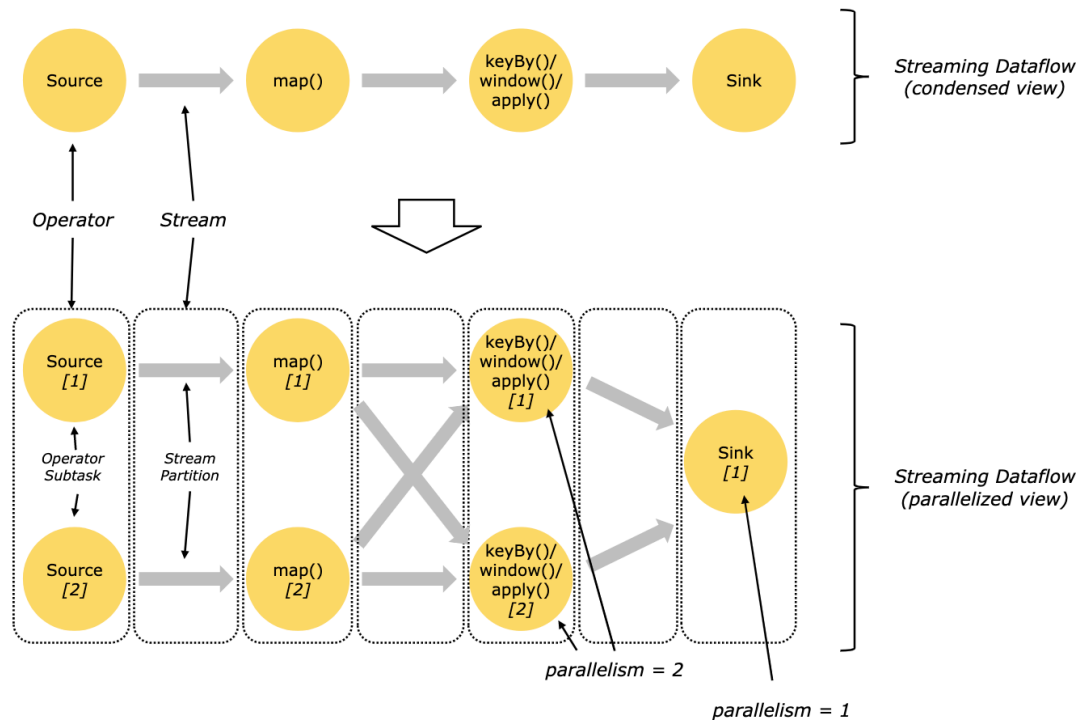 Source
map()
keyBy()/
window()/
apply()
Sink
Streaming Dataflow
(condensed view)
Operator
Stream
Source
[1]
map()
[1]
keyBy()/
window()/
apply()
[1]
Operator
Subtask
Stream
Partition
Sink
[1]
Streaming Dataflow
(parallelized view)
Source
[2]
map()
[2]
keyBy()/
window()/
apply()
[2]
parallelism = 2
parallelism = 1